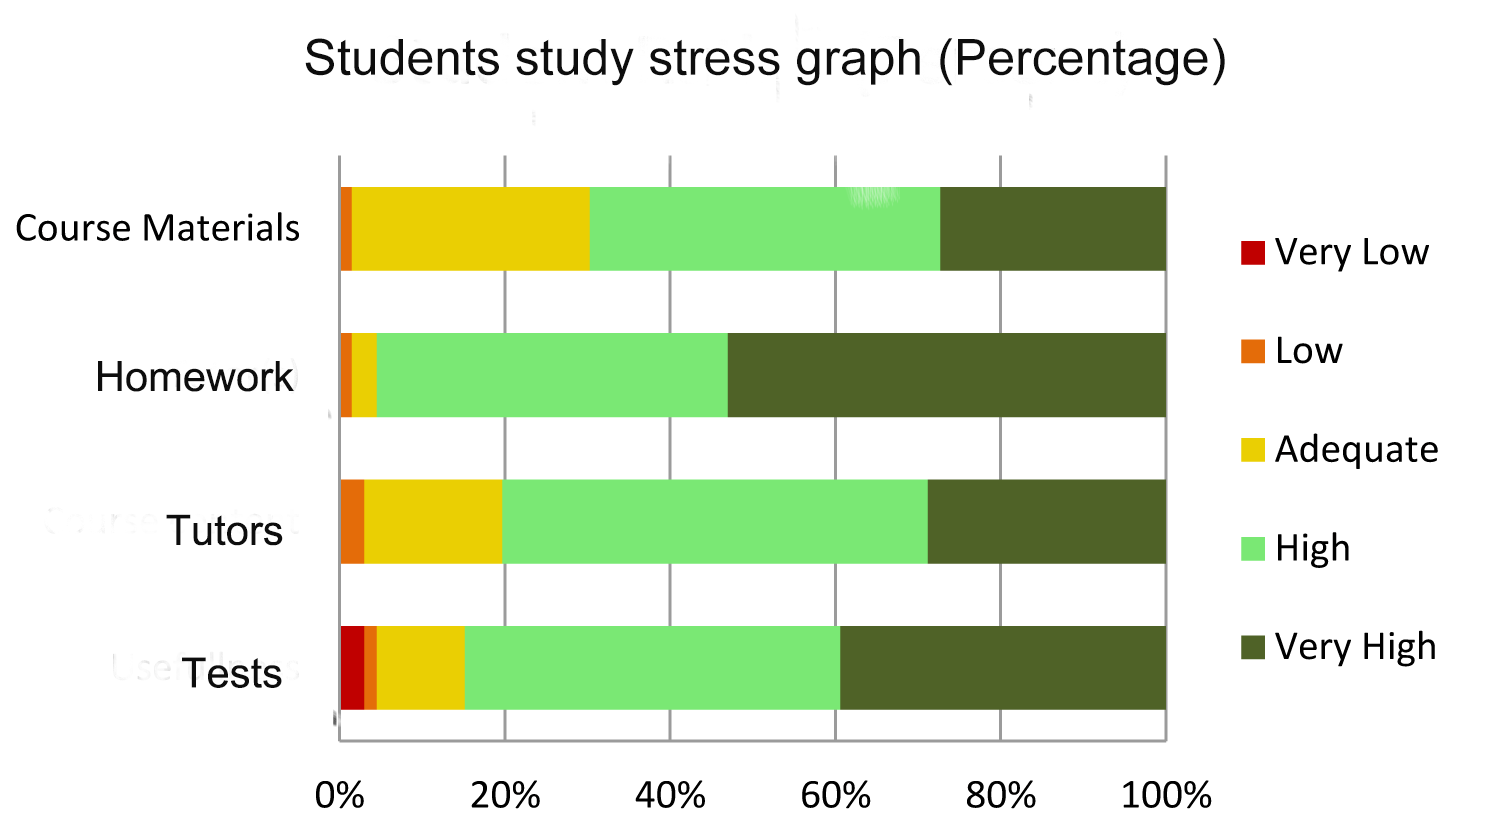 Students study stress graph (Percentage)
Course Materials
Homework
Tutors
Tests
0% 20% 40% 60% 80% 100%
Very Low
Low
Adequate
High
Very High